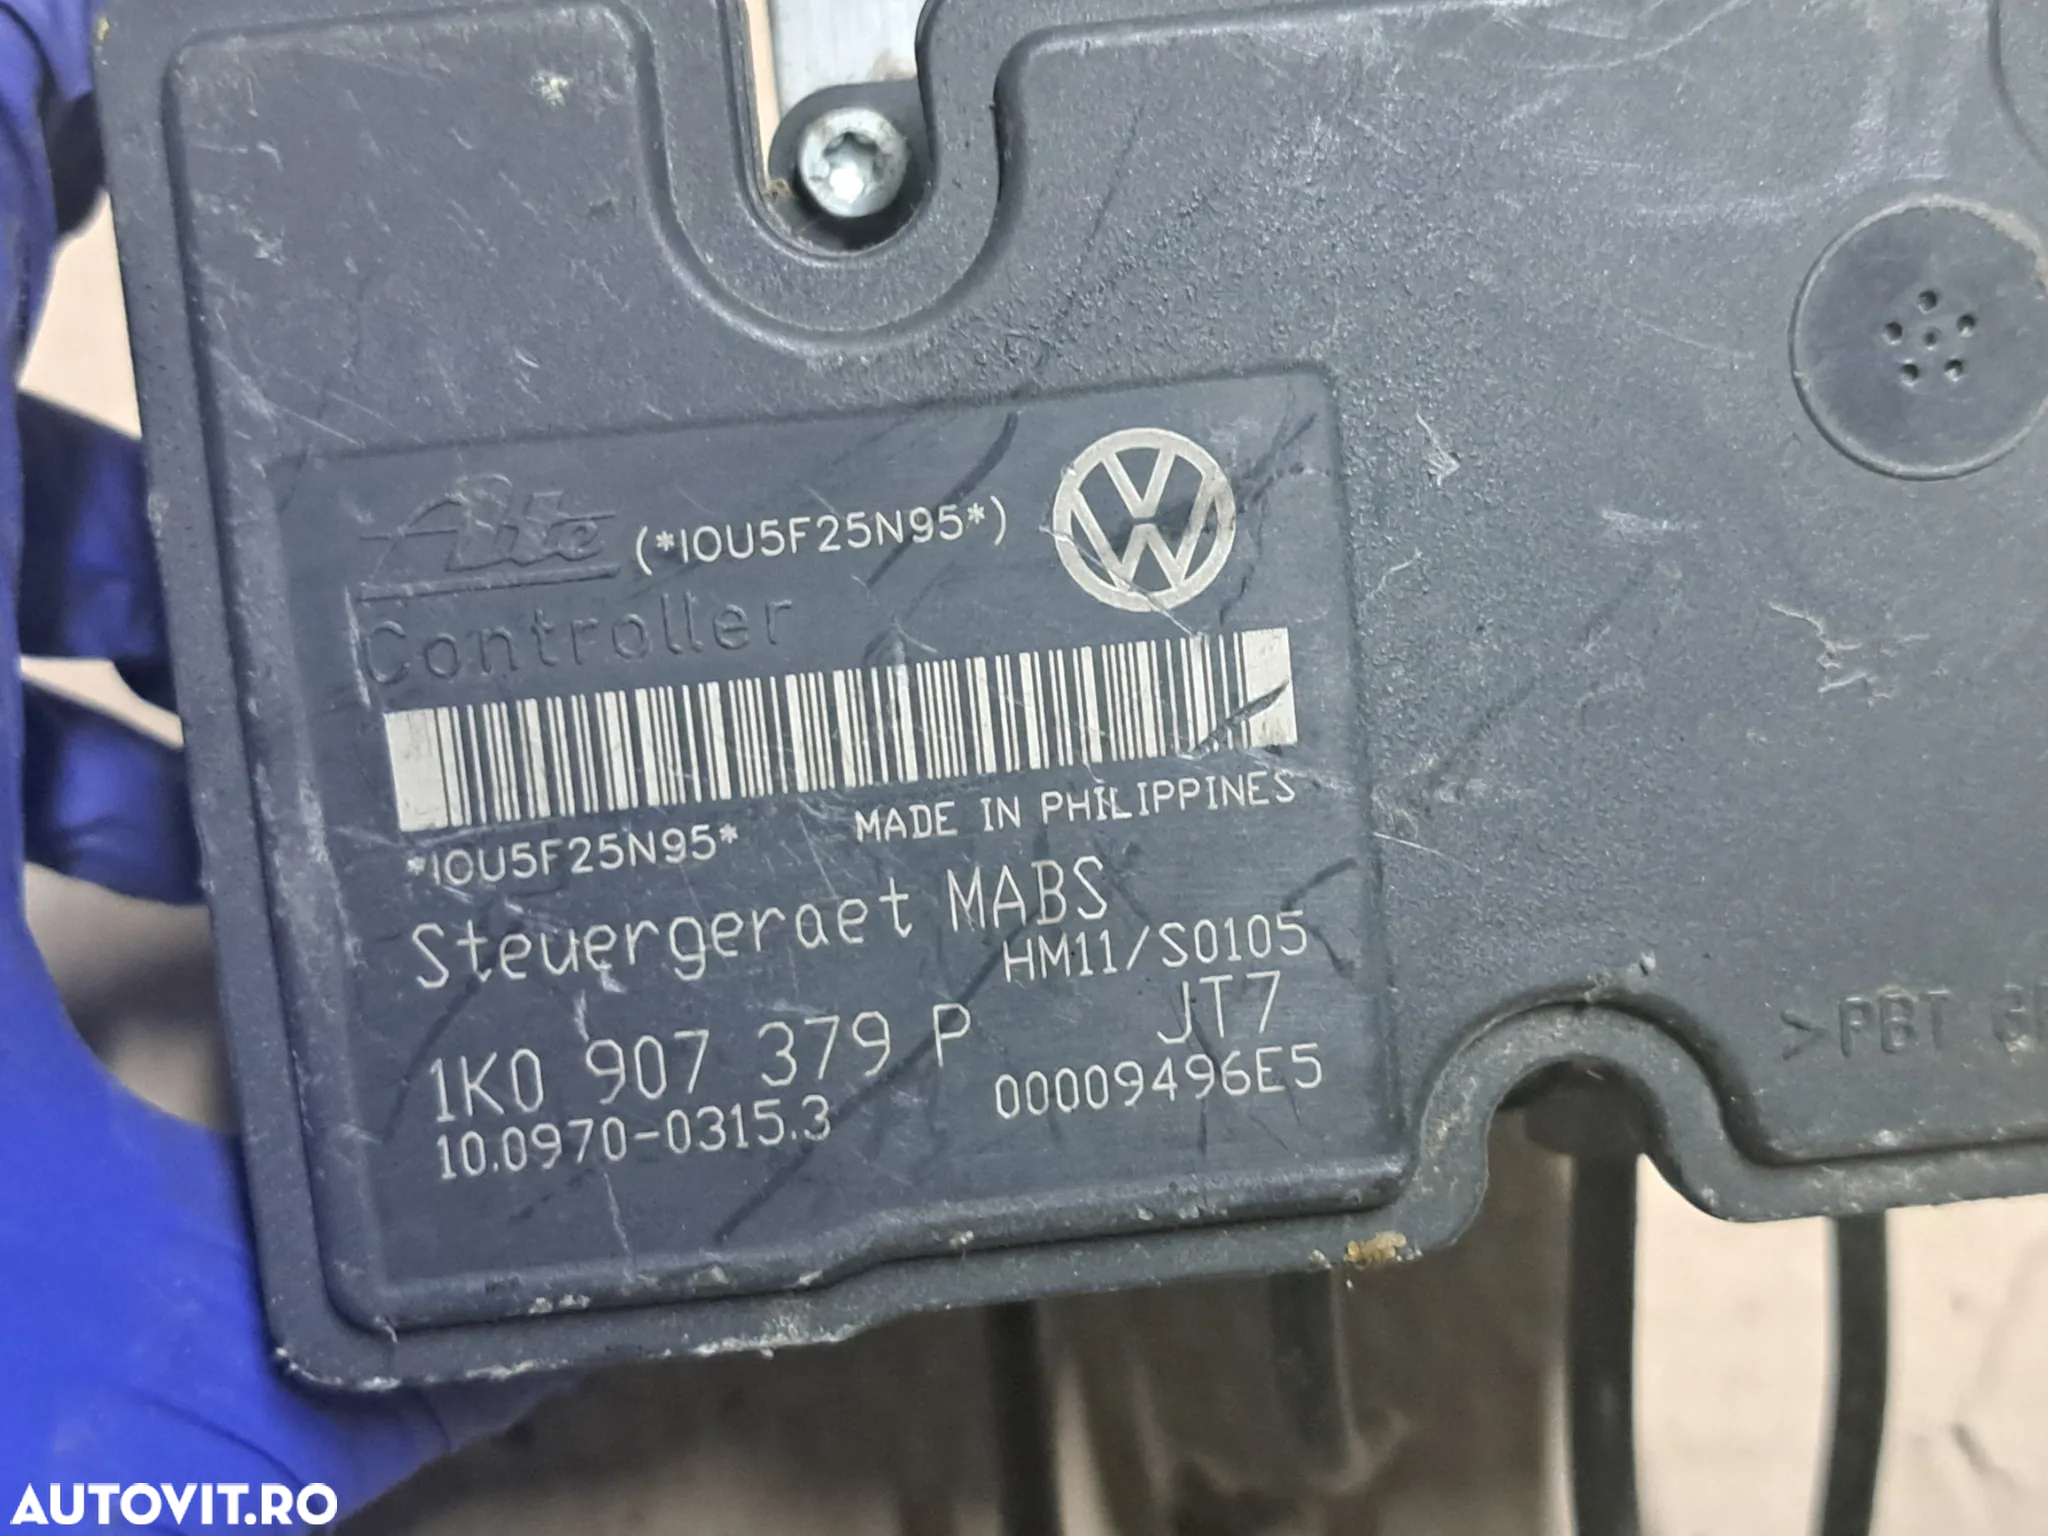 Ate (*IOU5F25N95*)
Controller
*IOU5F25N95* MADE IN PHILIPPINES
Steuergeraet MABS
HM11/S0105
1K0 907 379 P JT7
10.0970-0315.3 00009496E5
>PBT
AUTOVIT.RO